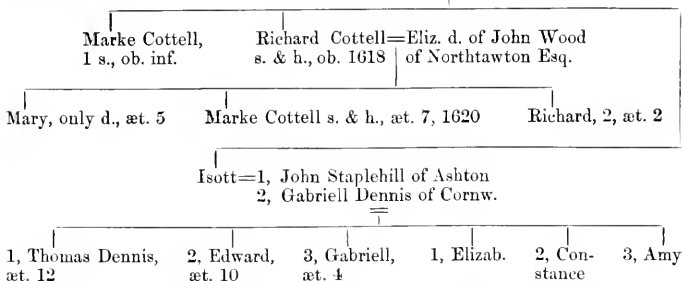 Marke Cottell, Richard Cottell=Eliz. d. of John Wood
1 s., ob. inf. s. & h., ob. 1618 of Northtawton Esq.
Mary, only d., æt. 5 Marke Cottell s. & h., æt. 7, 1620 Richard, 2, æt. 2
Isott=1, John Staplehill of Ashton
2, Gabriell Dennis of Cornw.
=
1, Thomas Dennis, 2, Edward, 3, Gabriell, 1, Elizab. 2, Con- 3, Amy
æt. 12 æt. 10 æt. 4 stance